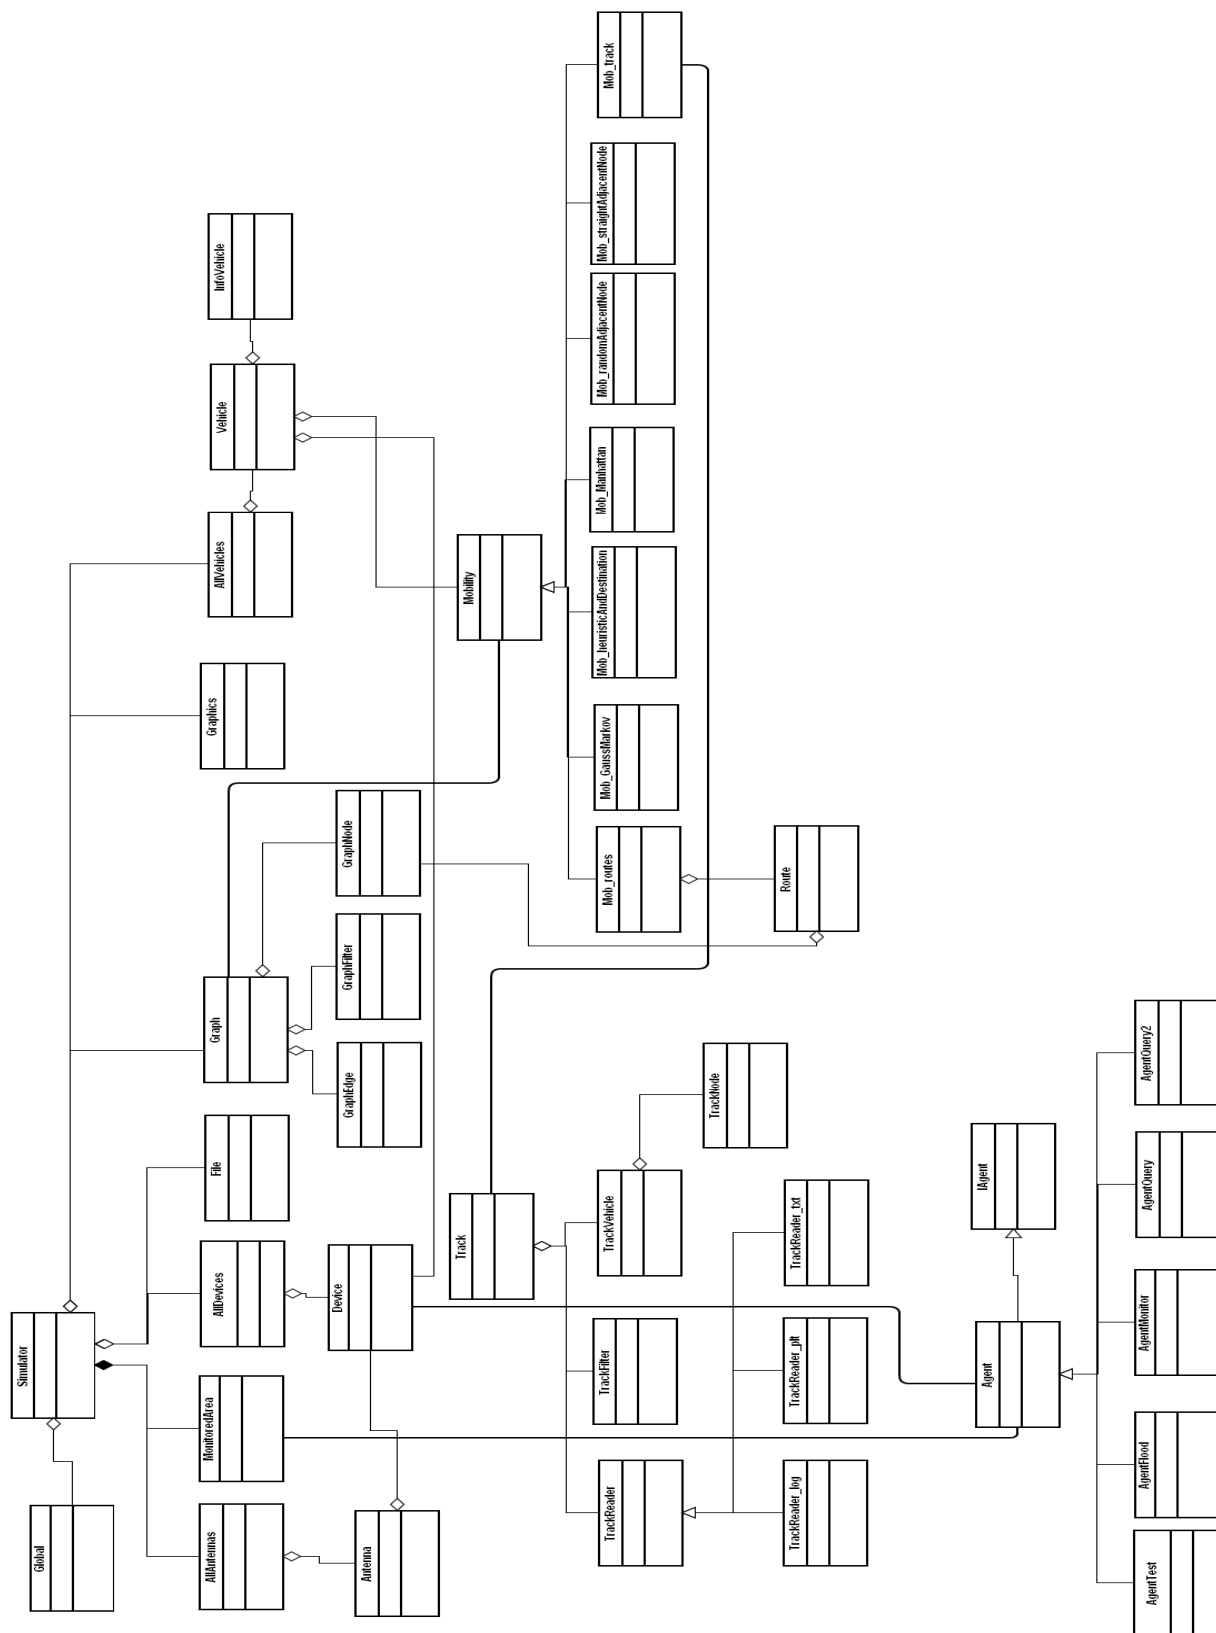 Mob_track
Mob_straightAdjacentNode
Mob_randomAdjacentNode
Mob_Manhattan
Mob_heuristicAndDestination
Mob_GaussMarkov
Mob_routes
InfoVehicle
Vehicle
AllVehicles
Mobility
Graphics
GraphNode
GraphFilter
GraphEdge
Graph
Route
File
AllDevices
Device
Simulator
MonitoredArea
Global
AllAntennas
Antenna
Track
TrackVehicle
TrackNode
TrackFilter
TrackReader
TrackReader_txt
TrackReader_plt
TrackReader_log
IAgent
Agent
AgentQuery2
AgentQuery
AgentMonitor
AgentFlood
AgentTest